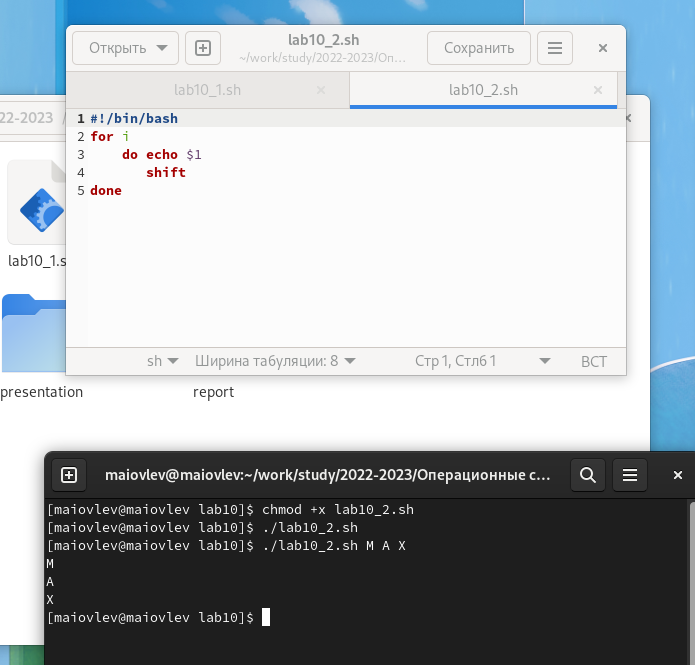 Открыть
lab10_2.sh
~/work/study/2022-2023/Оп...
Сохранить
lab10_1.sh
lab10_2.sh
1 #!/bin/bash
2 for i
3     do echo $1
4        shift
5 done
sh
Ширина табуляции: 8
Стр 1, Стлб 1
ВСТ
22-2023 /
lab10_1.s
presentation
report
maiovlev@maiovlev:~/work/study/2022-2023/Операционные с...
[maiovlev@maiovlev lab10]$ chmod +x lab10_2.sh
[maiovlev@maiovlev lab10]$ ./lab10_2.sh
[maiovlev@maiovlev lab10]$ ./lab10_2.sh M A X
M
A
X
[maiovlev@maiovlev lab10]$